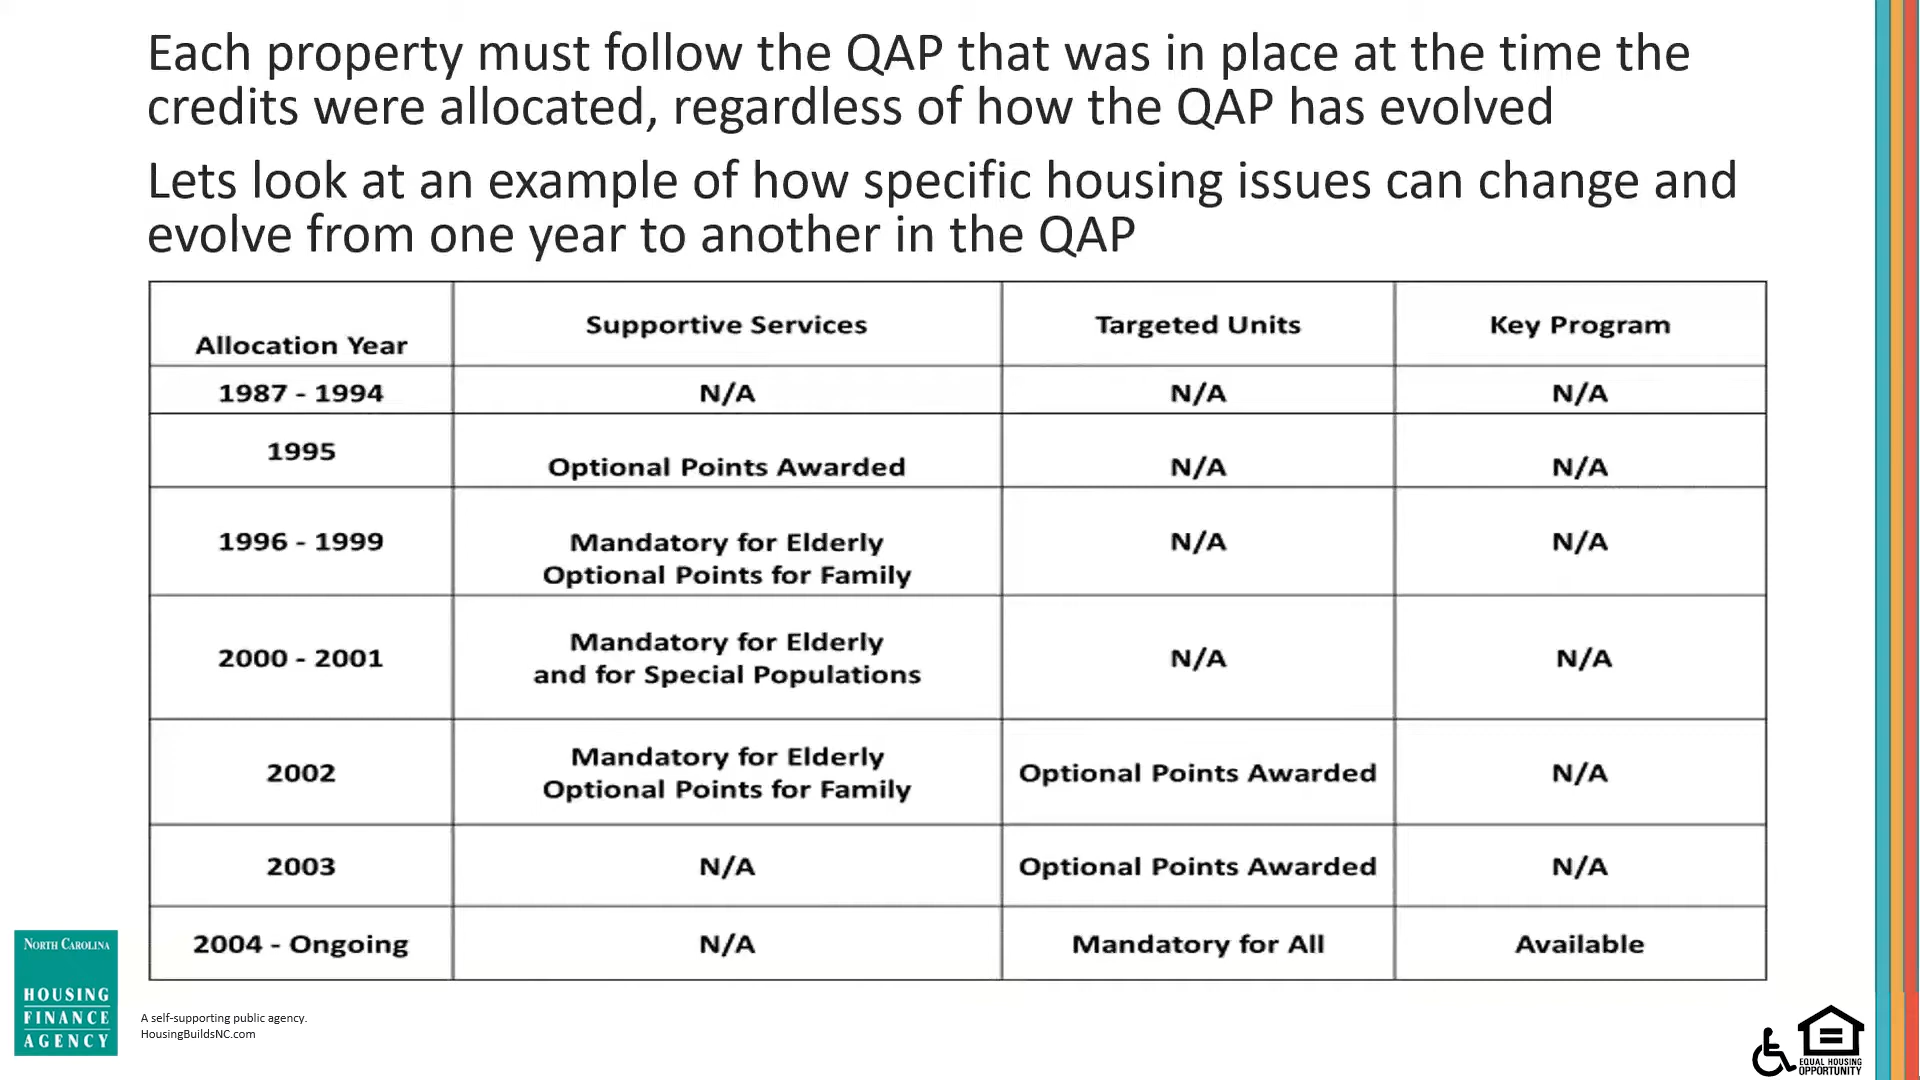 Each property must follow the QAP that was in place at the time the
credits were allocated, regardless of how the QAP has evolved
Lets look at an example of how specific housing issues can change and
evolve from one year to another in the QAP
Allocation Year Supportive Services Targeted Units Key Program
1987 - 1994 N/A N/A N/A
1995 Optional Points Awarded N/A N/A
1996 - 1999 Mandatory for Elderly N/A N/A
Optional Points for Family
2000 - 2001 Mandatory for Elderly N/A N/A
and for Special Populations
2002 Mandatory for Elderly Optional Points Awarded N/A
Optional Points for Family
2003 N/A Optional Points Awarded N/A
2004 - Ongoing N/A Mandatory for All Available
NORTH CAROLINA
HOUSING
FINANCE
AGENCY
A self-supporting public agency.
HousingBuildsNC.com
EQUAL HOUSING
OPPORTUNITY